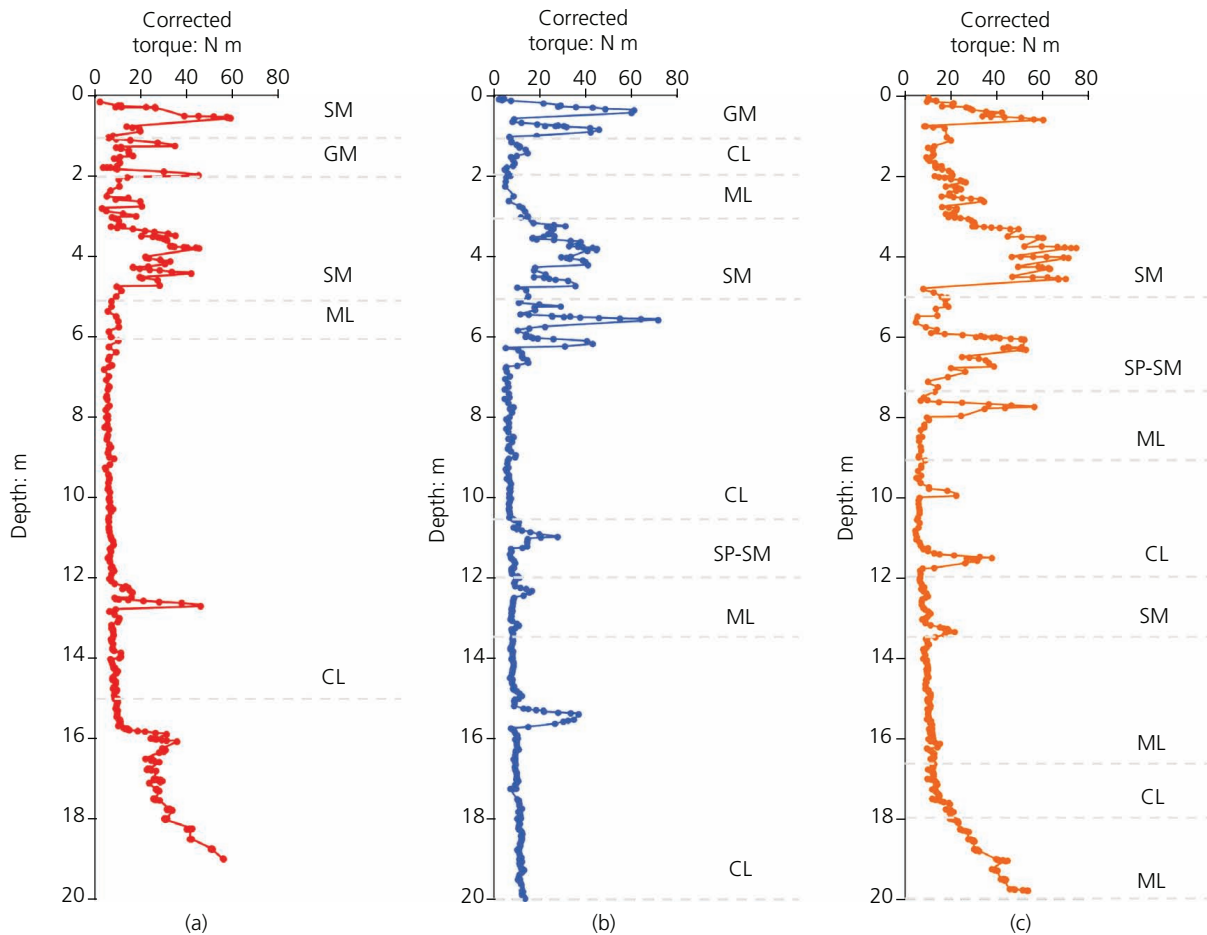 Corrected
torque: N m
0 20 40 60 80
0
2
4
6
8
10
12
14
16
18
20
Depth: m
SM
GM
SM
ML
CL
(a)
Corrected
torque: N m
0 20 40 60 80
0
2
4
6
8
10
12
14
16
18
20
Depth: m
GM
CL
ML
SM
CL
SP-SM
ML
CL
(b)
Corrected
torque: N m
0 20 40 60 80
0
2
4
6
8
10
12
14
16
18
20
Depth: m
SM
SP-SM
ML
CL
SM
ML
CL
ML
(c)